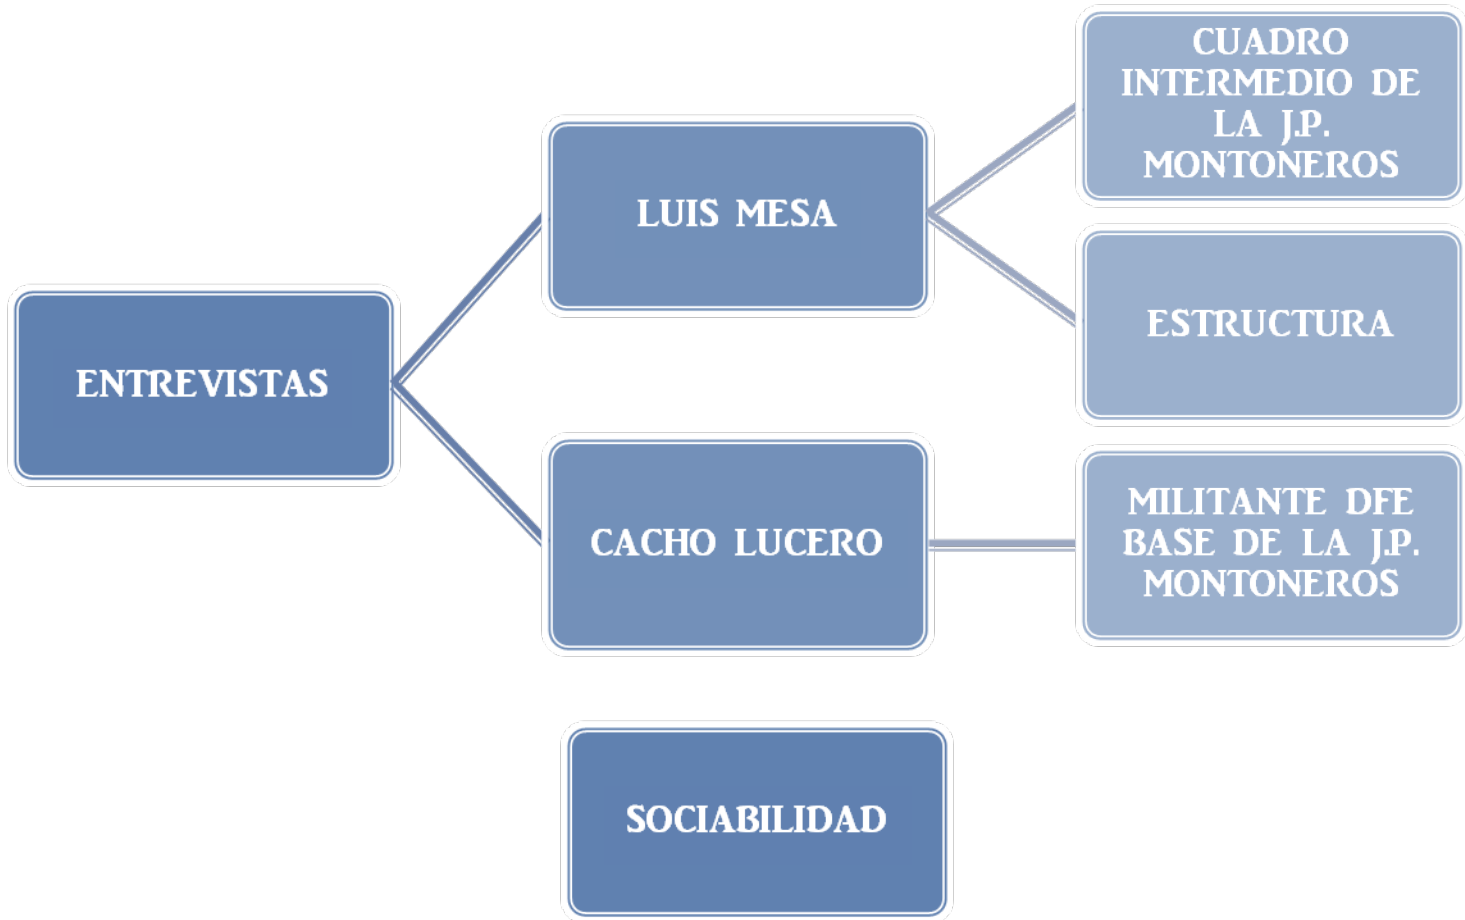 ENTREVISTAS
LUIS MESA
CUADRO
INTERMEDIO DE
LA J.P.
MONTONEROS
ESTRUCTURA
CACHO LUCERO
MILITANTE DFE
BASE DE LA J.P.
MONTONEROS
SOCIABILIDAD